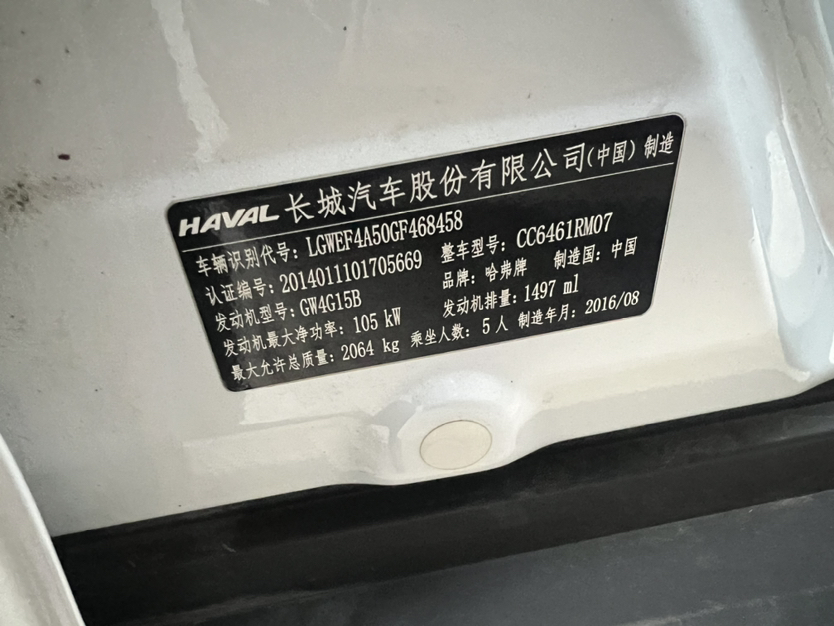 HAVAL 长城汽车股份有限公司(中国) 制造
车辆识别代号: LGWEF4A50GF468458
认证编号: 2014011101705669 整车型号: CC6461RM07
发动机型号: GW4G15B 品牌: 哈弗牌 制造国: 中国
发动机最大净功率: 105 kW 发动机排量: 1497 ml
最大允许总质量: 2064 kg 乘坐人数: 5 人 制造年月: 2016/08